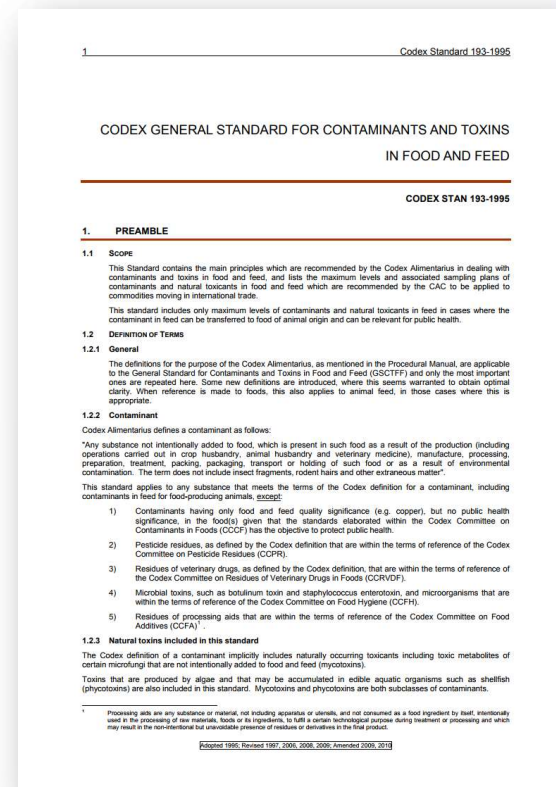 1 Codex Standard 193-1995
CODEX GENERAL STANDARD FOR CONTAMINANTS AND TOXINS
IN FOOD AND FEED
CODEX STAN 193-1995
1. PREAMBLE
1.1 SCOPE
This Standard contains the main principles which are recommended by the Codex Alimentarius in dealing with
contaminants and toxins in food and feed, and lists the maximum levels and associated sampling plans of
contaminants and natural toxicants in food and feed which are recommended by the CAC to be applied to
commodities moving in international trade.
This standard includes only maximum levels of contaminants and natural toxicants in feed in cases where the
contaminant in feed can be transferred to food of animal origin and can be relevant for public health.
1.2 DEFINITION OF TERMS
1.2.1 General
The definitions for the purpose of the Codex Alimentarius, as mentioned in the Procedural Manual, are applicable
to the General Standard for Contaminants and Toxins in Food and Feed (GSCTFF) and only the most important
ones are repeated here. Some new definitions are introduced, where this seems warranted to obtain optimal
clarity. When reference is made to foods, this also applies to animal feed, in those cases where this is
appropriate.
1.2.2 Contaminant
Codex Alimentarius defines a contaminant as follows:
"Any substance not intentionally added to food, which is present in such food as a result of the production (including
operations carried out in crop husbandry, animal husbandry and veterinary medicine), manufacture, processing,
preparation, treatment, packing, packaging, transport or holding of such food or as a result of environmental
contamination. The term does not include insect fragments, rodent hairs and other extraneous matter".
This standard applies to any substance that meets the terms of the Codex definition for a contaminant, including
contaminants in feed for food-producing animals, except:
1) Contaminants having only food and feed quality significance (e.g. copper), but no public health
significance, in the food(s) given that the standards elaborated within the Codex Committee on
Contaminants in Foods (CCCF) has the objective to protect public health.
2) Pesticide residues, as defined by the Codex definition that are within the terms of reference of the Codex
Committee on Pesticide Residues (CCPR).
3) Residues of veterinary drugs, as defined by the Codex definition, that are within the terms of reference of
the Codex Committee on Residues of Veterinary Drugs in Foods (CCRVDF).
4) Microbial toxins, such as botulinum toxin and staphylococcus enterotoxin, and microorganisms that are
within the terms of reference of the Codex Committee on Food Hygiene (CCFH).
5) Residues of processing aids that are within the terms of reference of the Codex Committee on Food
Additives (CCFA)1 .
1.2.3 Natural toxins included in this standard
The Codex definition of a contaminant implicitly includes naturally occurring toxicants including toxic metabolites of
certain microfungi that are not intentionally added to food and feed (mycotoxins).
Toxins that are produced by algae and that may be accumulated in edible aquatic organisms such as shellfish
(phycotoxins) are also included in this standard. Mycotoxins and phycotoxins are both subclasses of contaminants.
1 Processing aids are any substance or material, not including apparatus or utensils, and not consumed as a food ingredient by itself, intentionally
used in the processing of raw materials, foods or its ingredients, to fulfil a certain technological purpose during treatment or processing and which
may result in the non-intentional but unavoidable presence of residues or derivatives in the final product.
Adopted 1995; Revised 1997, 2006, 2008, 2009; Amended 2009, 2010